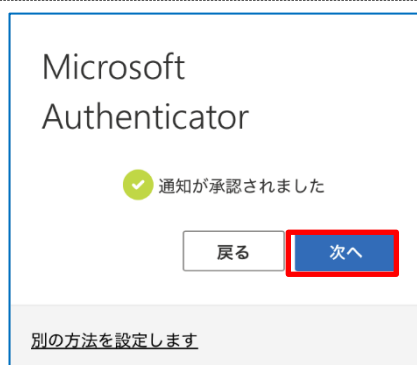 Microsoft
Authenticator
通知が承認されました
戻る
次へ
別の方法を設定します